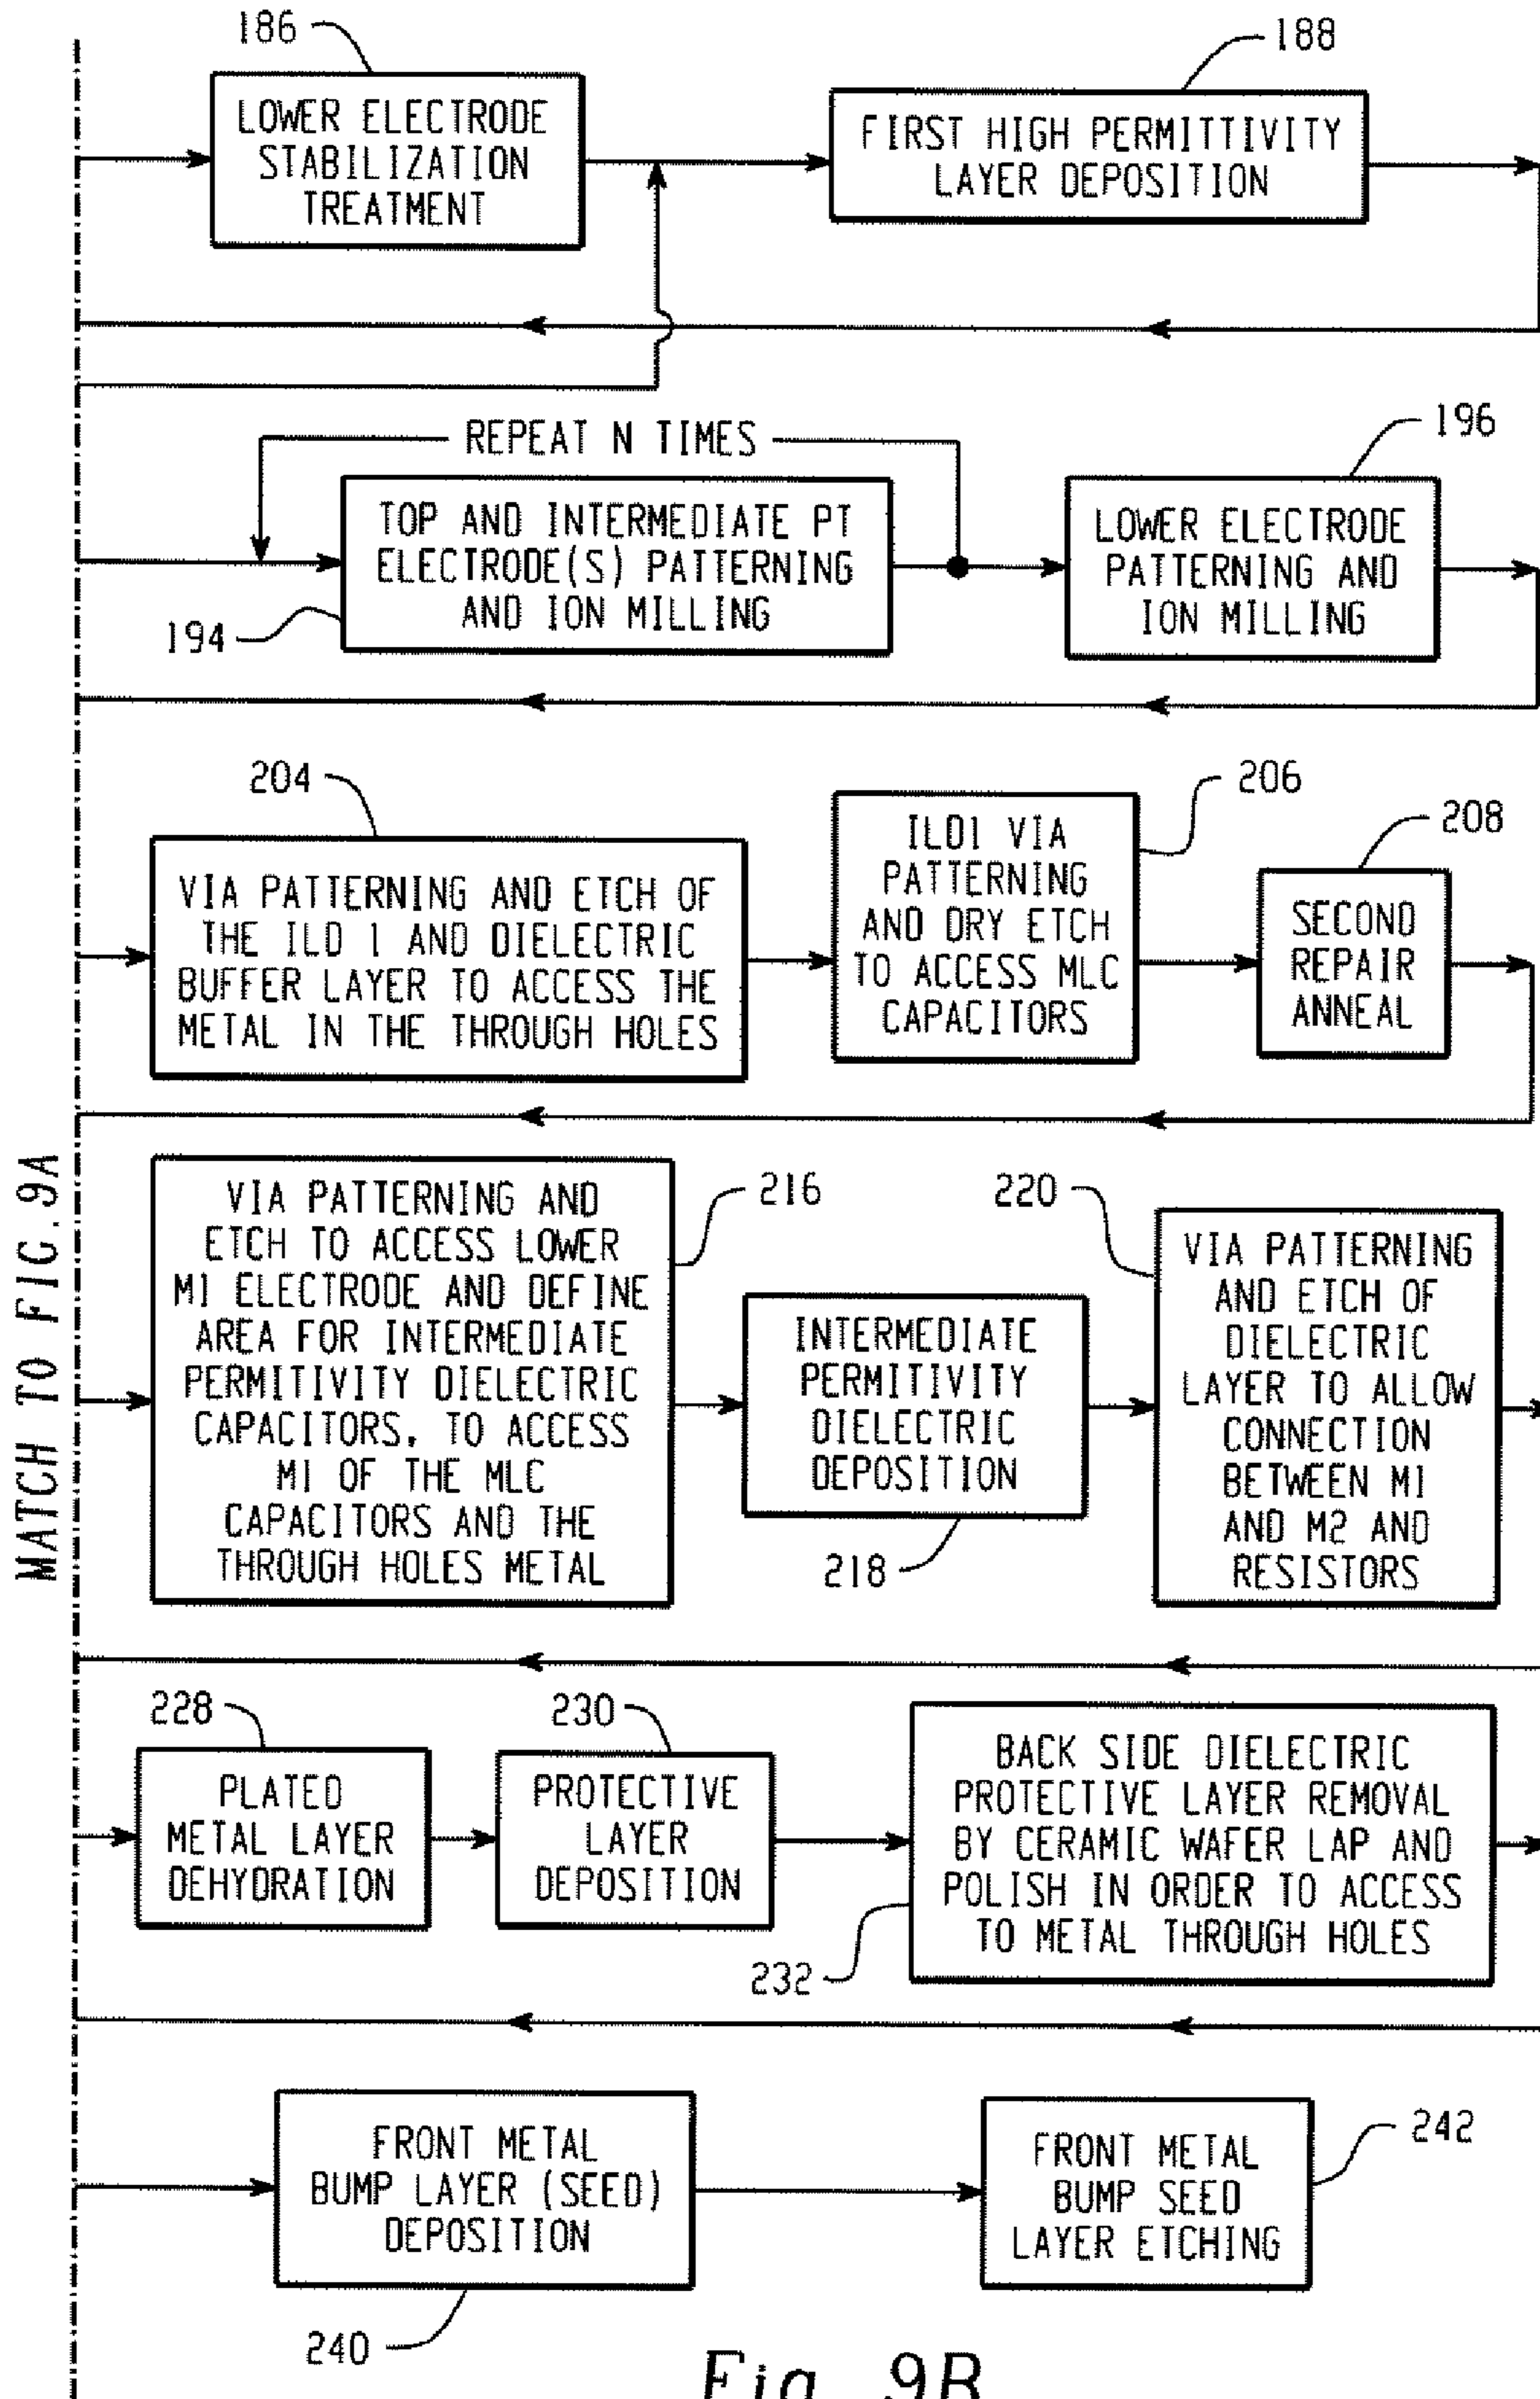 186
188
LOWER ELECTRODE
STABILIZATION
TREATMENT
FIRST HIGH PERMITTIVITY
LAYER DEPOSITION
REPEAT N TIMES
196
TOP AND INTERMEDIATE PT
ELECTRODE(S) PATTERNING
AND ION MILLING
194
LOWER ELECTRODE
PATTERNING AND
ION MILLING
204
206
208
VIA PATTERNING AND ETCH OF
THE ILD 1 AND DIELECTRIC
BUFFER LAYER TO ACCESS THE
METAL IN THE THROUGH HOLES
ILD1 VIA
PATTERNING
AND DRY ETCH
TO ACCESS MLC
CAPACITORS
SECOND
REPAIR
ANNEAL
MATCH TO FIG.9A
VIA PATTERNING AND
ETCH TO ACCESS LOWER
M1 ELECTRODE AND DEFINE
AREA FOR INTERMEDIATE
PERMITIVITY DIELECTRIC
CAPACITORS, TO ACCESS
M1 OF THE MLC
CAPACITORS AND THE
THROUGH HOLES METAL
216
INTERMEDIATE
PERMITIVITY
DIELECTRIC
DEPOSITION
218
220
VIA PATTERNING
AND ETCH OF
DIELECTRIC
LAYER TO ALLOW
CONNECTION
BETWEEN M1
AND M2 AND
RESISTORS
228
230
PLATED
METAL LAYER
DEHYDRATION
PROTECTIVE
LAYER
DEPOSITION
BACK SIDE DIELECTRIC
PROTECTIVE LAYER REMOVAL
BY CERAMIC WAFER LAP AND
POLISH IN ORDER TO ACCESS
TO METAL THROUGH HOLES
232
FRONT METAL
BUMP LAYER (SEED)
DEPOSITION
240
FRONT METAL
BUMP SEED
LAYER ETCHING
242
Fig. 9B